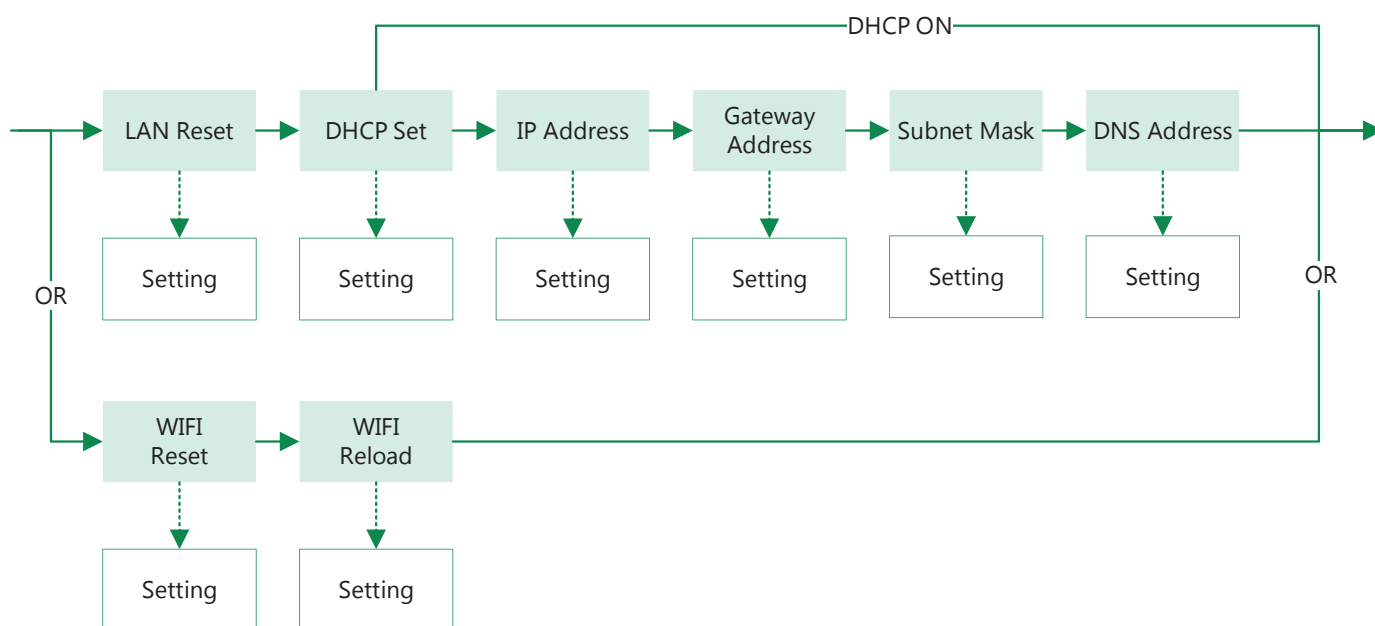 DHCP ON
LAN Reset
DHCP Set
IP Address
Gateway
Address
Subnet Mask
DNS Address
Setting
Setting
Setting
Setting
Setting
Setting
OR
OR
WIFI
Reset
WIFI
Reload
Setting
Setting